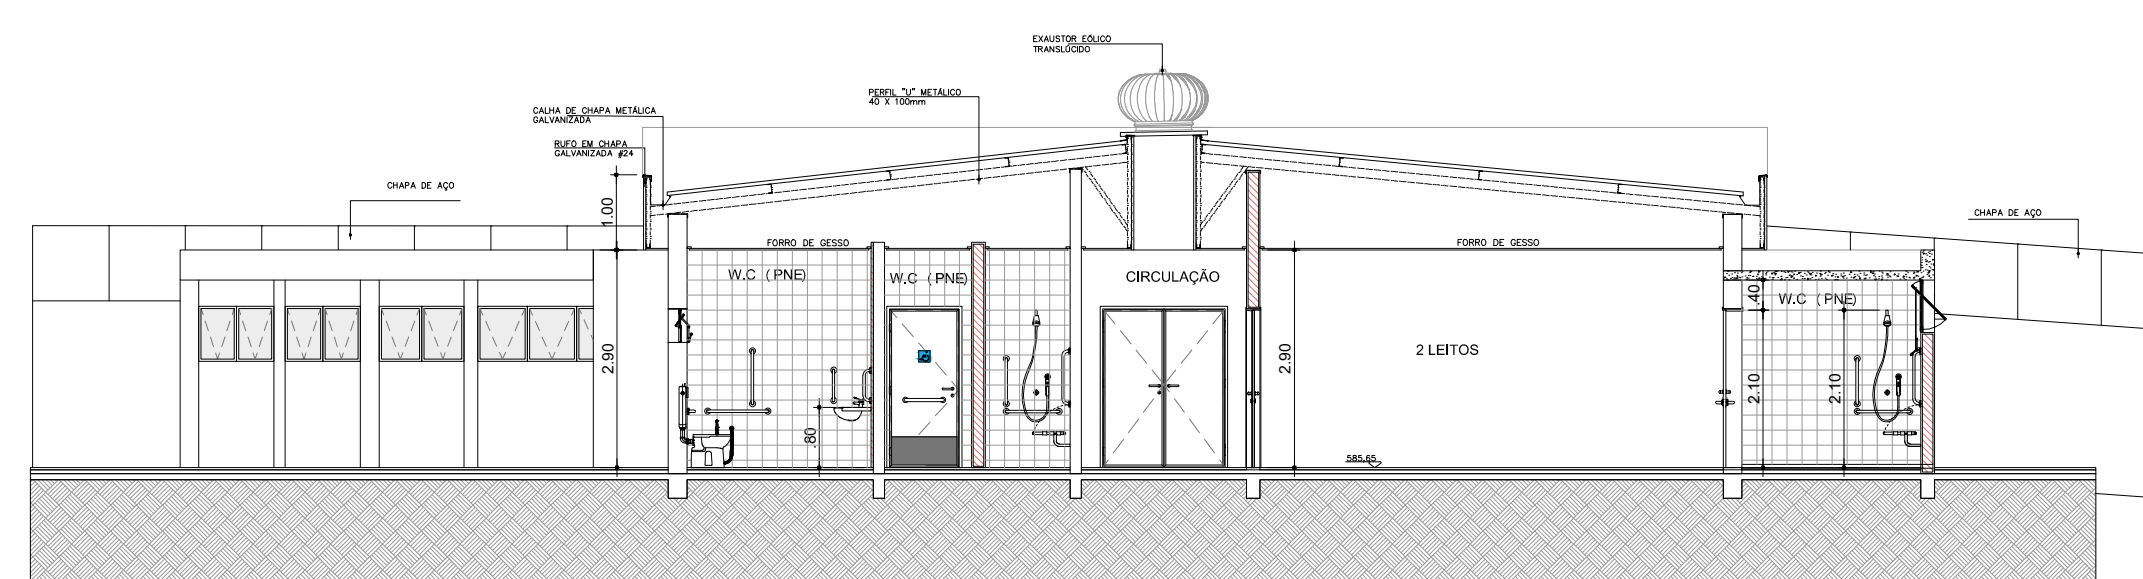 EXAUSTOR EÓLICO
TRANSLÚCIDO
PERFIL "U" METÁLICO
40 X 100mm
CALHA DE CHAPA METÁLICA
GALVANIZADA
RUFO EM CHAPA
GALVANIZADA #24
CHAPA DE AÇO
1.00
CHAPA DE AÇO
FORRO DE GESSO
FORRO DE GESSO
W.C (PNE)
W.C (PNE)
CIRCULAÇÃO
W.C (PNE)
.40
2.90
2.90
2 LEITOS
2.10
2.10
.80
585,65